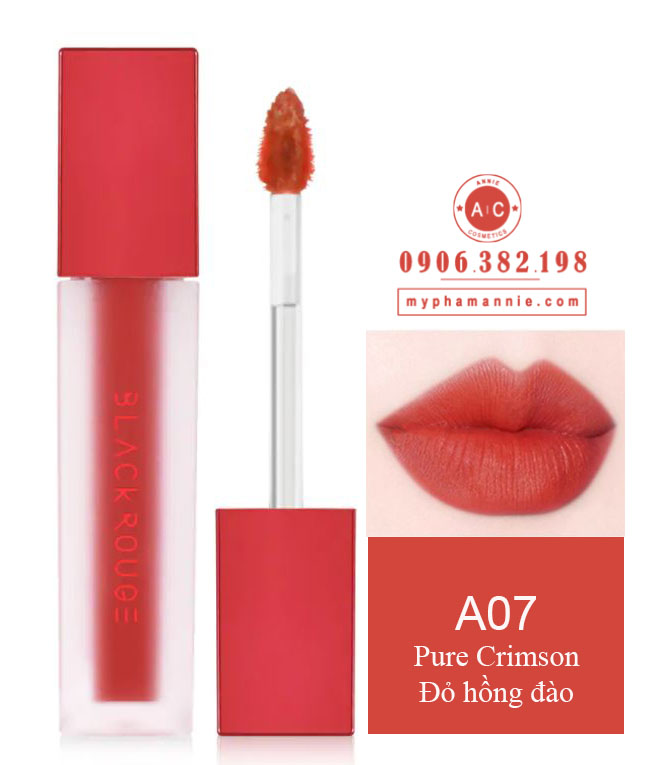 BLACK ROUGE
ANNIE
A C
COSMETICS
0906.382.198
myphamannie.com
A07
Pure Crimson
Đỏ hồng đào